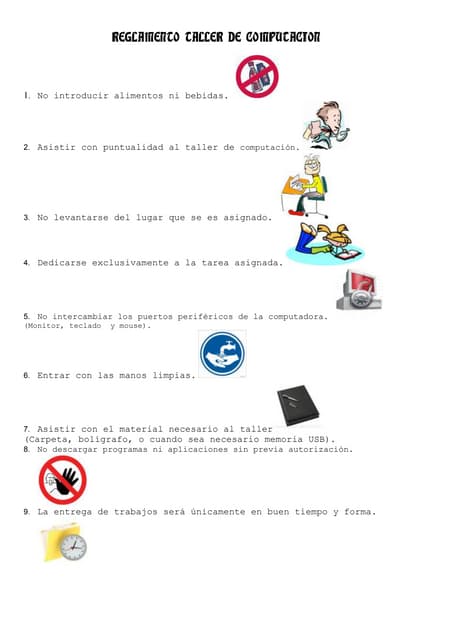 REGLAMENTO TALLER DE COMPUTACION
1. No introducir alimentos ni bebidas.
2. Asistir con puntualidad al taller de computación.
3. No levantarse del lugar que se es asignado.
4. Dedicarse exclusivamente a la tarea asignada.
5. No intercambiar los puertos periféricos de la computadora.
(Monitor, teclado y mouse).
6. Entrar con las manos limpias.
7. Asistir con el material necesario al taller
(Carpeta, bolígrafo, o cuando sea necesario memoria USB).
8. No descargar programas ni aplicaciones sin previa autorización.
9. La entrega de trabajos será únicamente en buen tiempo y forma.